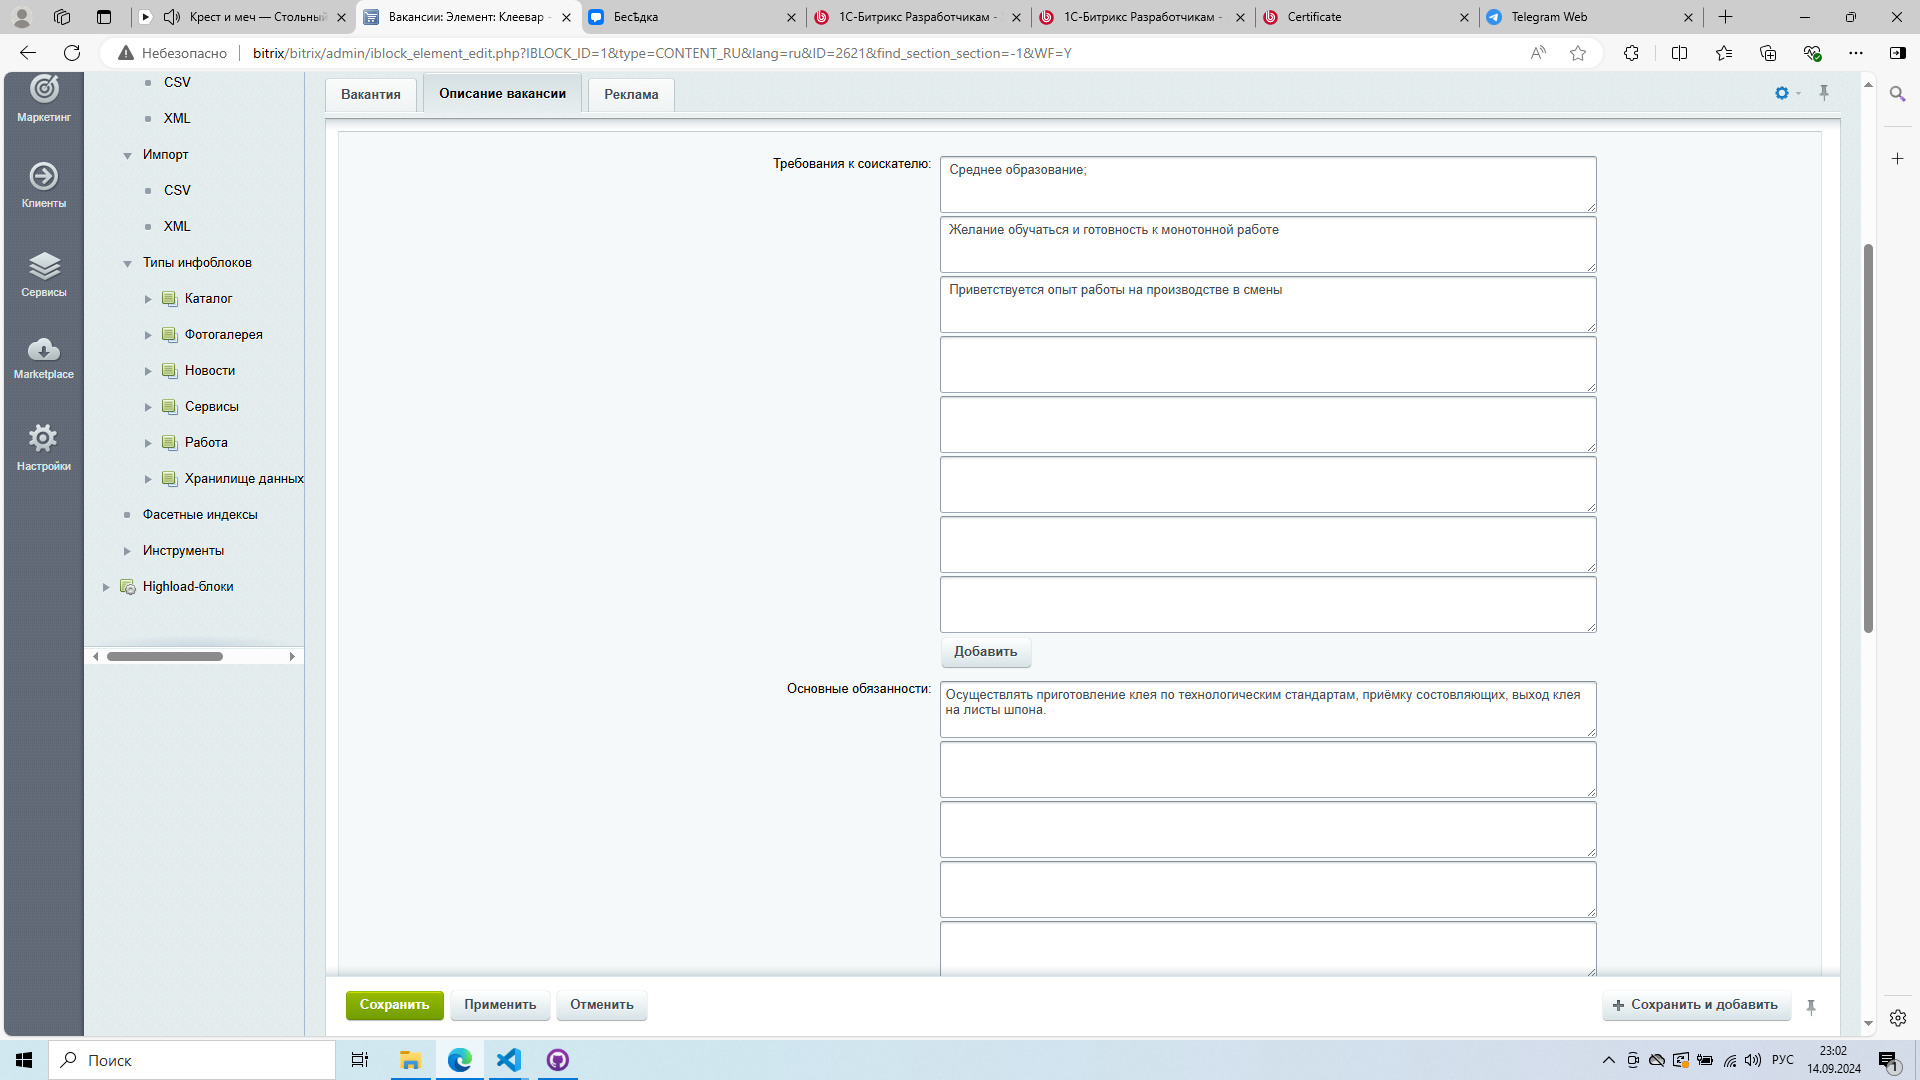 Крест и меч — Стольный
Вакансии: Элемент: Клеевар -
Бесѣдка
1С-Битрикс Разработчикам -
1С-Битрикс Разработчикам -
Certificate
Telegram Web
Небезопасно
bitrix/bitrix/admin/iblock_element_edit.php?IBLOCK_ID=1&type=CONTENT_RU&lang=ru&ID=2621&find_section_section=-1&WF=Y
Маркетинг
Клиенты
Сервисы
Marketplace
Настройки
CSV
XML
Импорт
CSV
XML
Типы инфоблоков
Каталог
Фотогалерея
Новости
Сервисы
Работа
Хранилище данных
Фасетные индексы
Инструменты
Highload-блоки
Вакантия
Описание вакансии
Реклама
Требования к соискателю:
Среднее образование;
Желание обучаться и готовность к монотонной работе
Приветствуется опыт работы на производстве в смены
Добавить
Основные обязанности:
Осуществлять приготовление клея по технологическим стандартам, приёмку состовляющих, выход клея
на листы шпона.
Сохранить
Применить
Отменить
Сохранить и добавить
Поиск
РУС
23:02
14.09.2024
1